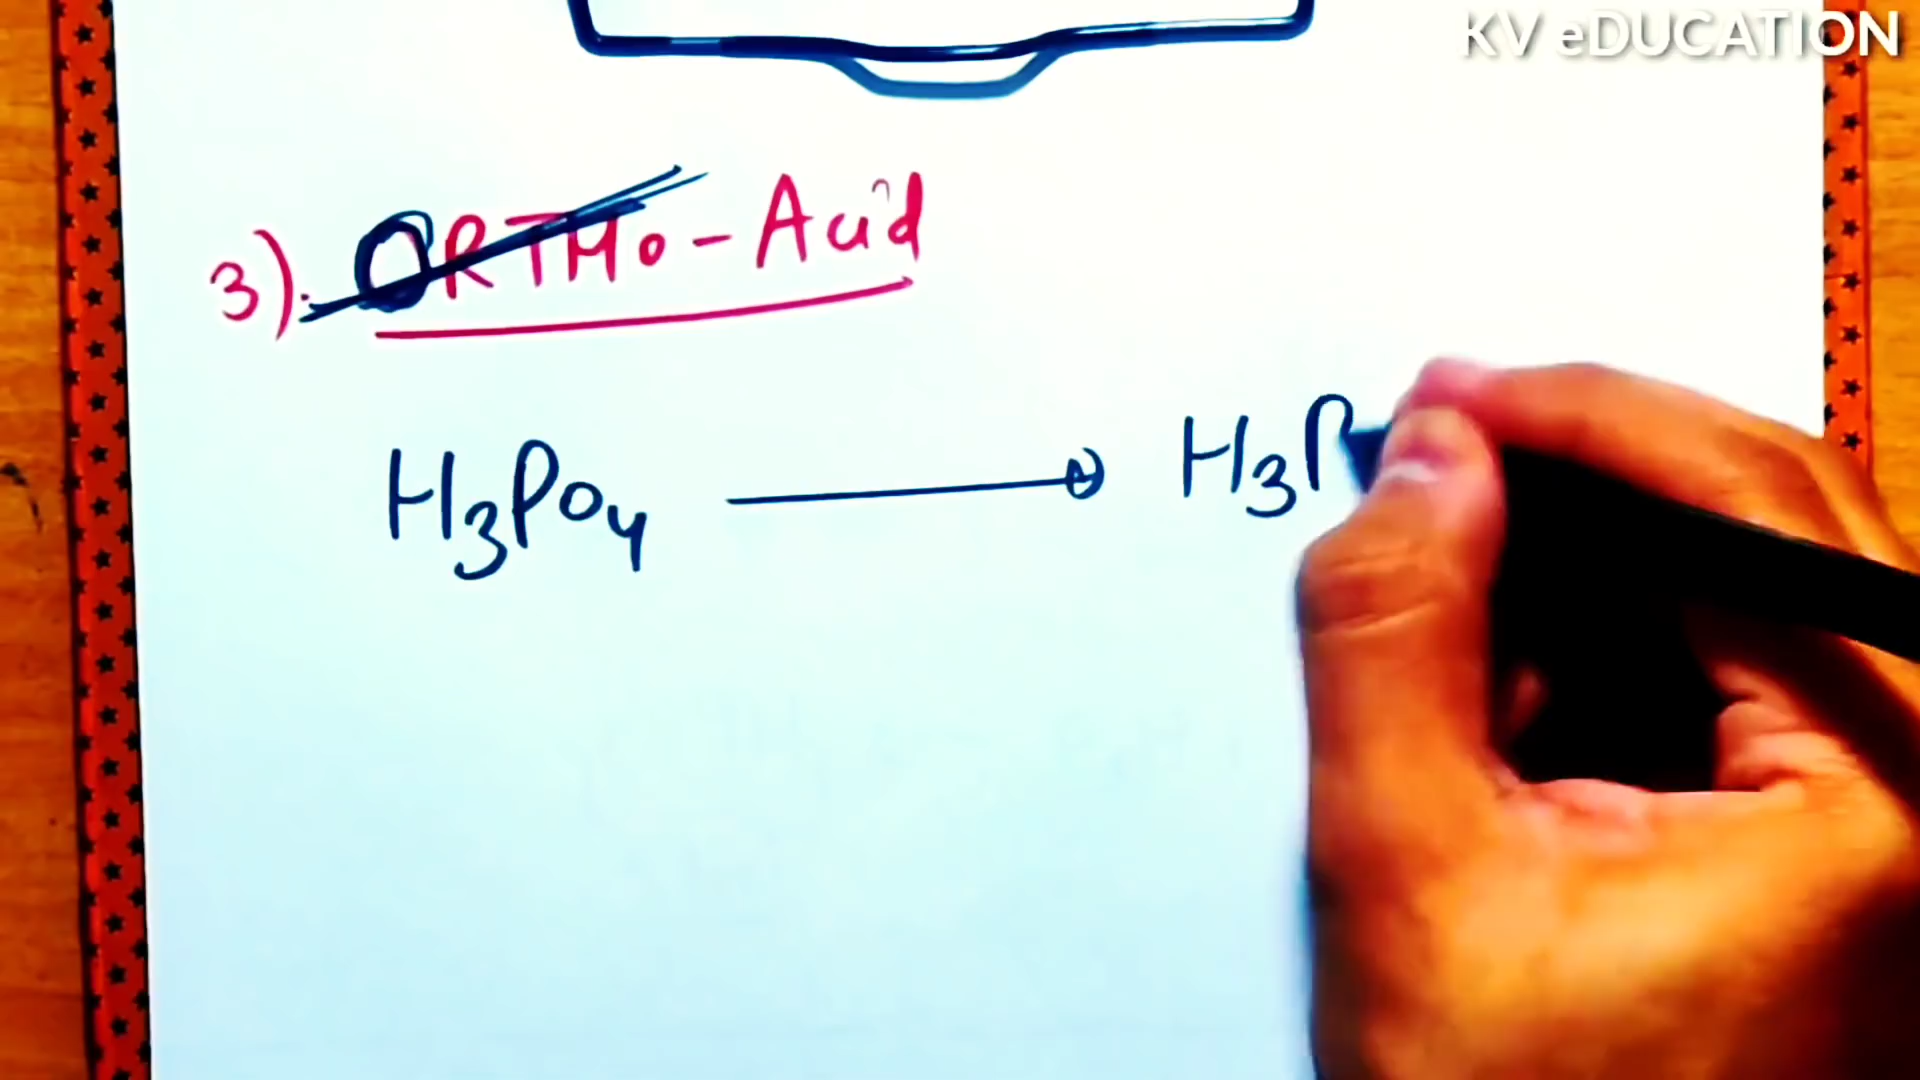 KV eDUCATION
3). ORTHo-Acid
H3PO4 → H3P